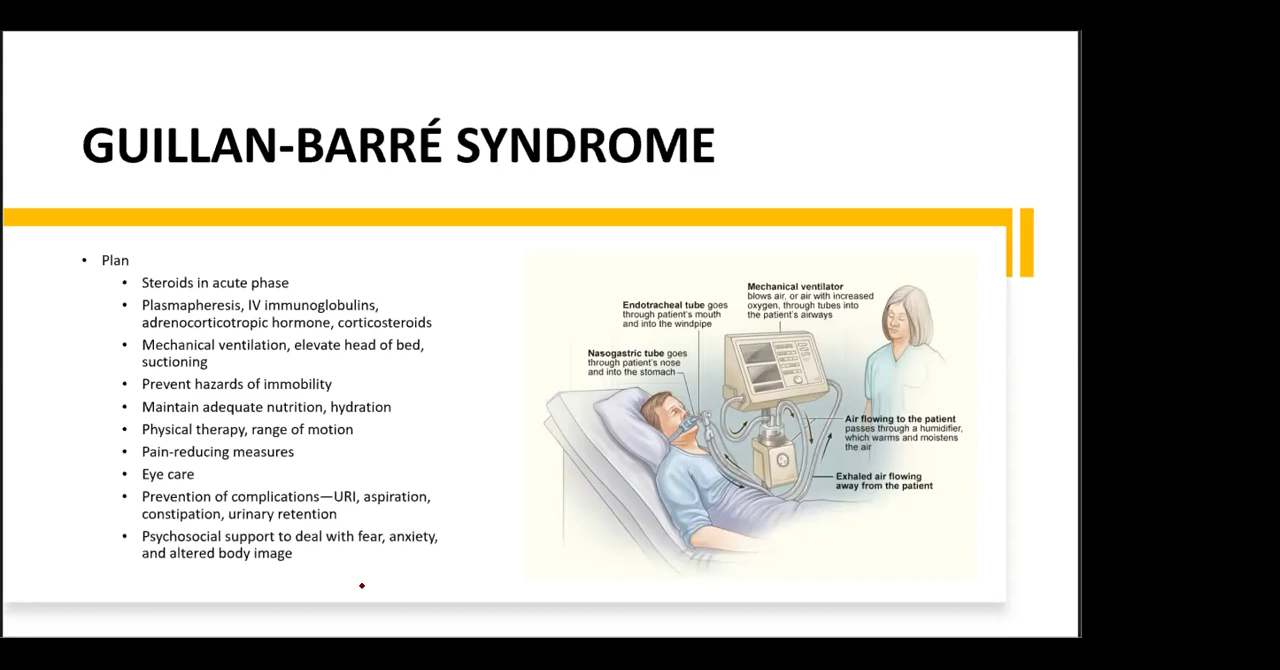 GUILLAN-BARRÉ SYNDROME
• Plan
• Steroids in acute phase
• Plasmapheresis, IV immunoglobulins,
adrenocorticotropic hormone, corticosteroids
• Mechanical ventilation, elevate head of bed,
suctioning
• Prevent hazards of immobility
• Maintain adequate nutrition, hydration
• Physical therapy, range of motion
• Pain-reducing measures
• Eye care
• Prevention of complications—URI, aspiration,
constipation, urinary retention
• Psychosocial support to deal with fear, anxiety,
and altered body image
Mechanical ventilator
blows air, or air with increased
oxygen, through tubes into
the patient's airways
Endotracheal tube goes
through patient's mouth
and into the windpipe
Nasogastric tube goes
through patient's nose
and into the stomach
Air flowing to the patient
passes through a humidifier,
which warms and moistens
the air
Exhaled air flowing
away from the patient